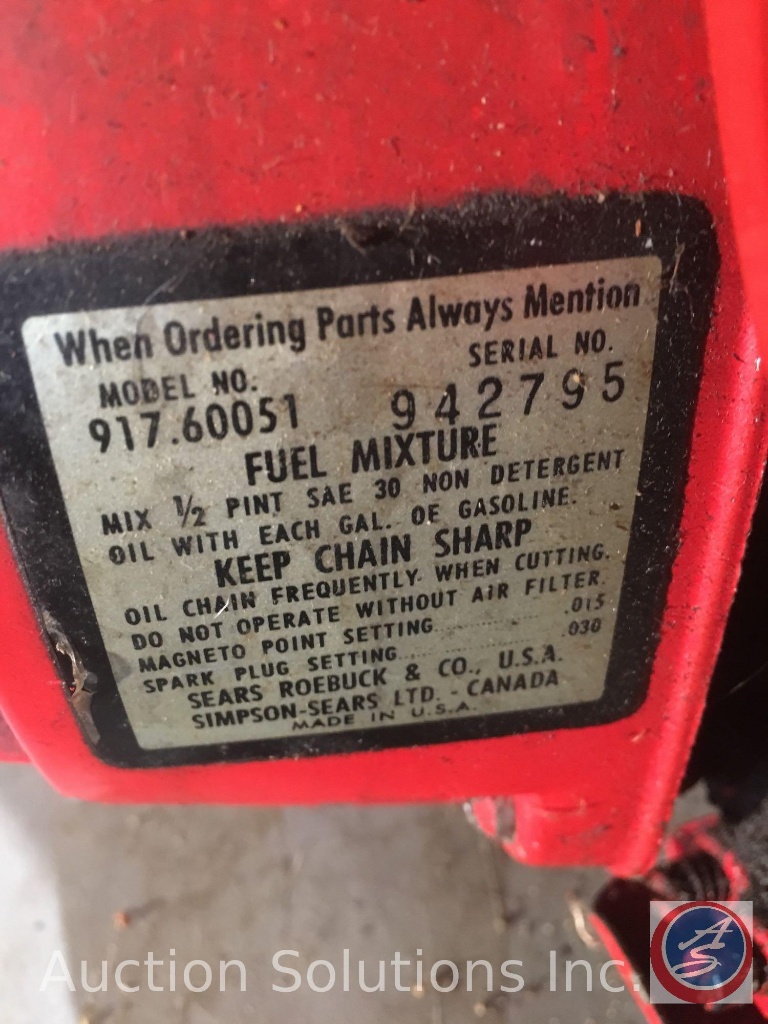 When Ordering Parts Always Mention
MODEL NO. SERIAL NO.
917.60051 942795
FUEL MIXTURE
MIX 1/2 PINT SAE 30 NON DETERGENT
OIL WITH EACH GAL. OF GASOLINE.
KEEP CHAIN SHARP
OIL CHAIN FREQUENTLY WHEN CUTTING.
DO NOT OPERATE WITHOUT AIR FILTER.
MAGNETO POINT SETTING............... .015
SPARK PLUG SETTING.................... .030
SEARS ROEBUCK & CO., U.S.A.
SIMPSON-SEARS LTD. - CANADA
MADE IN U.S.A.
Auction Solutions Inc.
AS